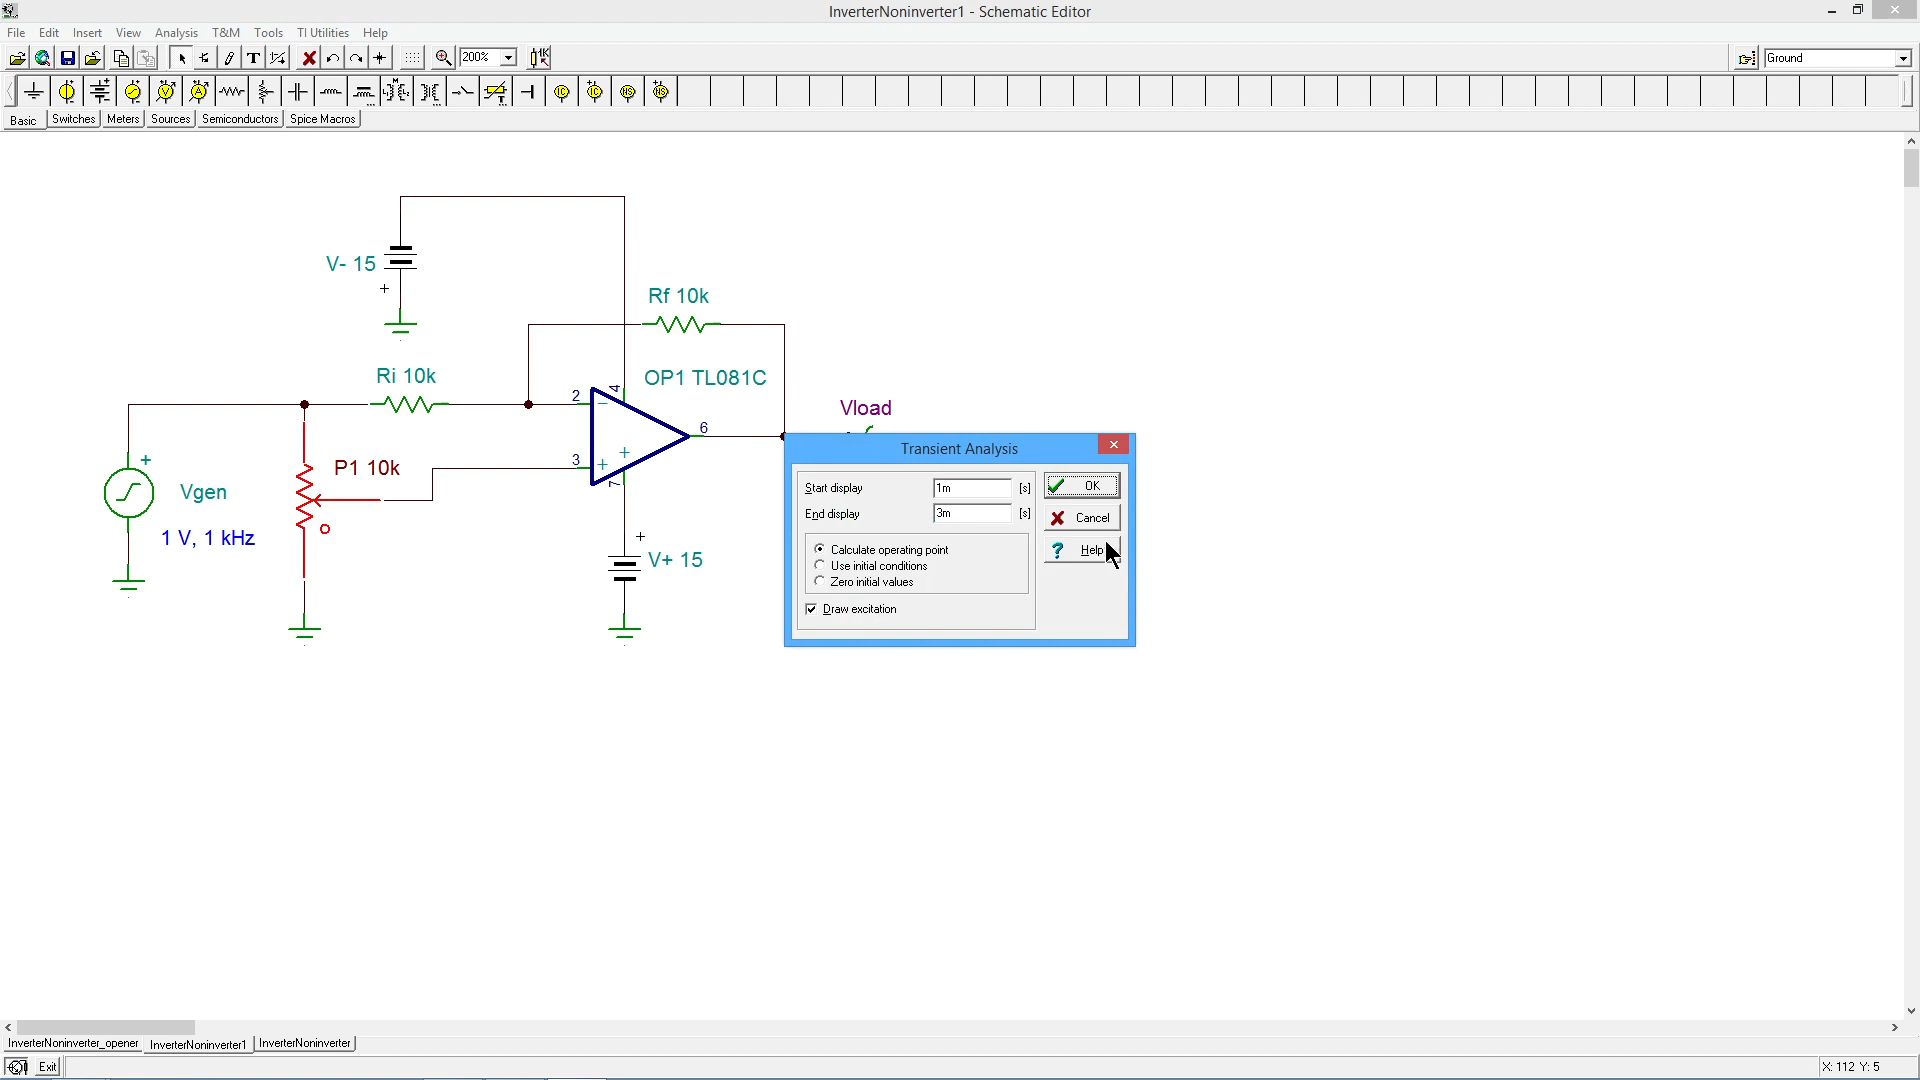 InverterNoninverter1 - Schematic Editor
File Edit Insert View Analysis T&M Tools TI Utilities Help
T 200% 1K Ground
Basic Switches Meters Sources Semiconductors Spice Macros
V- 15
+
Rf 10k
Ri 10k
OP1 TL081C
2 4
6
3
7
Vload
+
P1 10k
Vgen
1 V, 1 kHz
+
V+ 15
Transient Analysis
Start display 1m [s]
End display 3m [s]
Calculate operating point
Use initial conditions
Zero initial values
Draw excitation
OK
Cancel
? Help
InverterNoninverter_opener InverterNoninverter1 InverterNoninverter
Exit X: 112 Y: 5